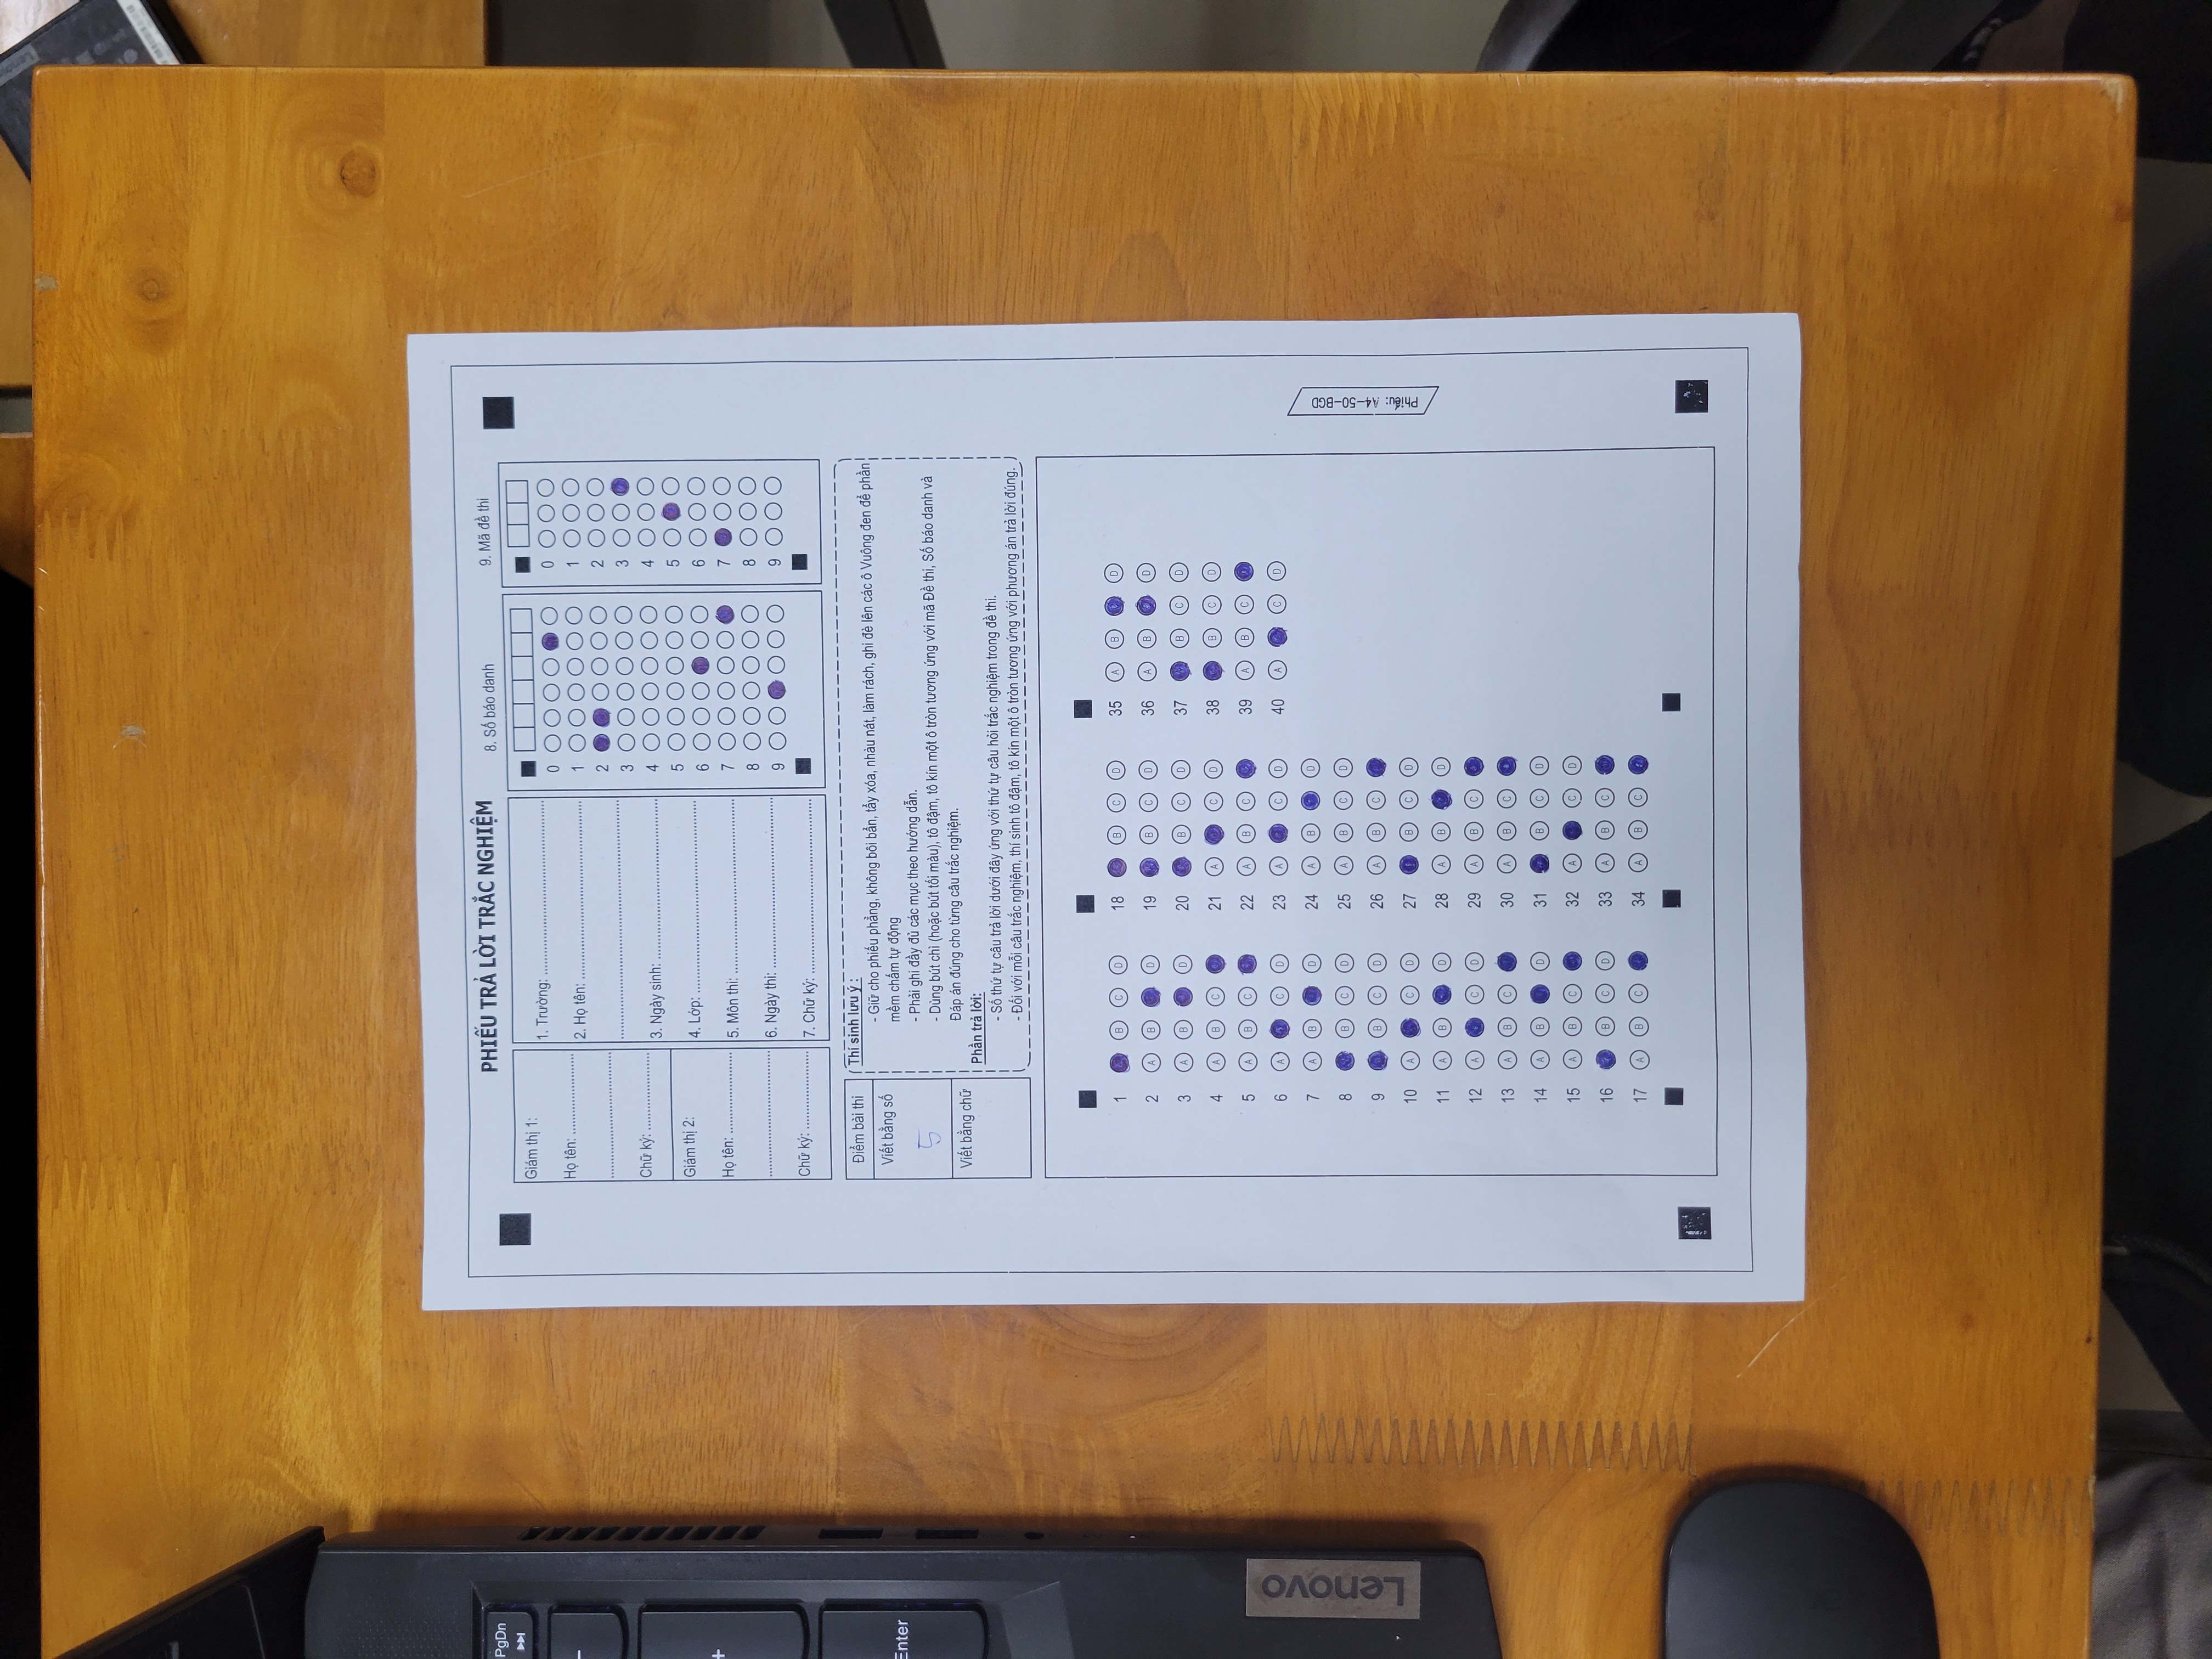 PgDn
Enter
Lenovo
PHIẾU TRẢ LỜI TRẮC NGHIỆM
8. Số báo danh
9. Mã đề thi
Giám thị 1:
Họ tên:
Chữ ký:
Giám thị 2:
Họ tên:
Chữ ký:
1. Trường:
2. Họ tên:
3. Ngày sinh:
4. Lớp:
5. Môn thi:
6. Ngày thi:
7. Chữ ký:
0
1
2
3
4
5
6
7
8
9
0
1
2
3
4
5
6
7
8
9
Điểm bài thi
Viết bằng số
5
Viết bằng chữ
Thí sinh lưu ý :
- Giữ cho phiếu phẳng, không bôi bẩn, tẩy xóa, nhàu nát, làm rách, ghi đè lên các ô Vuông đen để phần
mềm chấm tự động
- Phải ghi đầy đủ các mục theo hướng dẫn.
- Dùng bút chì (hoặc bút tối màu), tô đậm, tô kín một ô tròn tương ứng với mã Đề thi, Số báo danh và
Đáp án đúng cho từng câu trắc nghiệm.
Phần trả lời:
- Số thứ tự câu trả lời dưới đây ứng với thứ tự câu hỏi trắc nghiệm trong đề thi.
- Đối với mỗi câu trắc nghiệm, thí sinh tô đậm, tô kín một ô tròn tương ứng với phương án trả lời đúng.
1 B C D
2 A B D
3 A B D
4 A B C
5 A B C
6 A C D
7 A B D
8 B C D
9 B C D
10 A C D
11 A B D
12 A C D
13 A B C
14 A B D
15 A B C
16 B C D
17 A B C
18 B C D
19 B C D
20 B C D
21 A C D
22 A B C
23 A C D
24 A B D
25 A B C D
26 A B C
27 B C D
28 A B D
29 A B C
30 A B C
31 B C D
32 A C D
33 A B C
34 A B C
35 A B D
36 A B D
37 B C D
38 B C D
39 A B C
40 A C D
Phiếu: A4-50-BGD